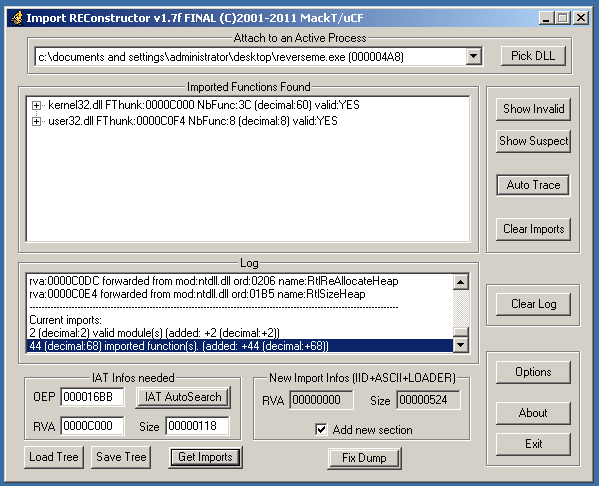 Import REConstructor v1.7f FINAL (C)2001-2011 MackT/uCF
Attach to an Active Process
c:\documents and settings\administrator\desktop\reverseme.exe (000004A8)
Pick DLL
Imported Functions Found
kernel32.dll FThunk:0000C000 NbFunc:3C (decimal:60) valid:YES
user32.dll FThunk:0000C0F4 NbFunc:8 (decimal:8) valid:YES
Show Invalid
Show Suspect
Auto Trace
Clear Imports
Log
rva:0000C0DC forwarded from mod:ntdll.dll ord:0206 name:RtlReAllocateHeap
rva:0000C0E4 forwarded from mod:ntdll.dll ord:01B5 name:RtlSizeHeap
------------------------------------------------------------------------------------------------
Current imports:
2 (decimal:2) valid module(s) (added: +2 (decimal:+2))
44 (decimal:68) imported function(s). (added: +44 (decimal:+68))
Clear Log
IAT Infos needed
OEP 000016BB IAT AutoSearch
RVA 0000C000 Size 00000118
New Import Infos (IID+ASCII+LOADER)
RVA 00000000 Size 00000524
Add new section
Options
About
Exit
Load Tree Save Tree Get Imports Fix Dump